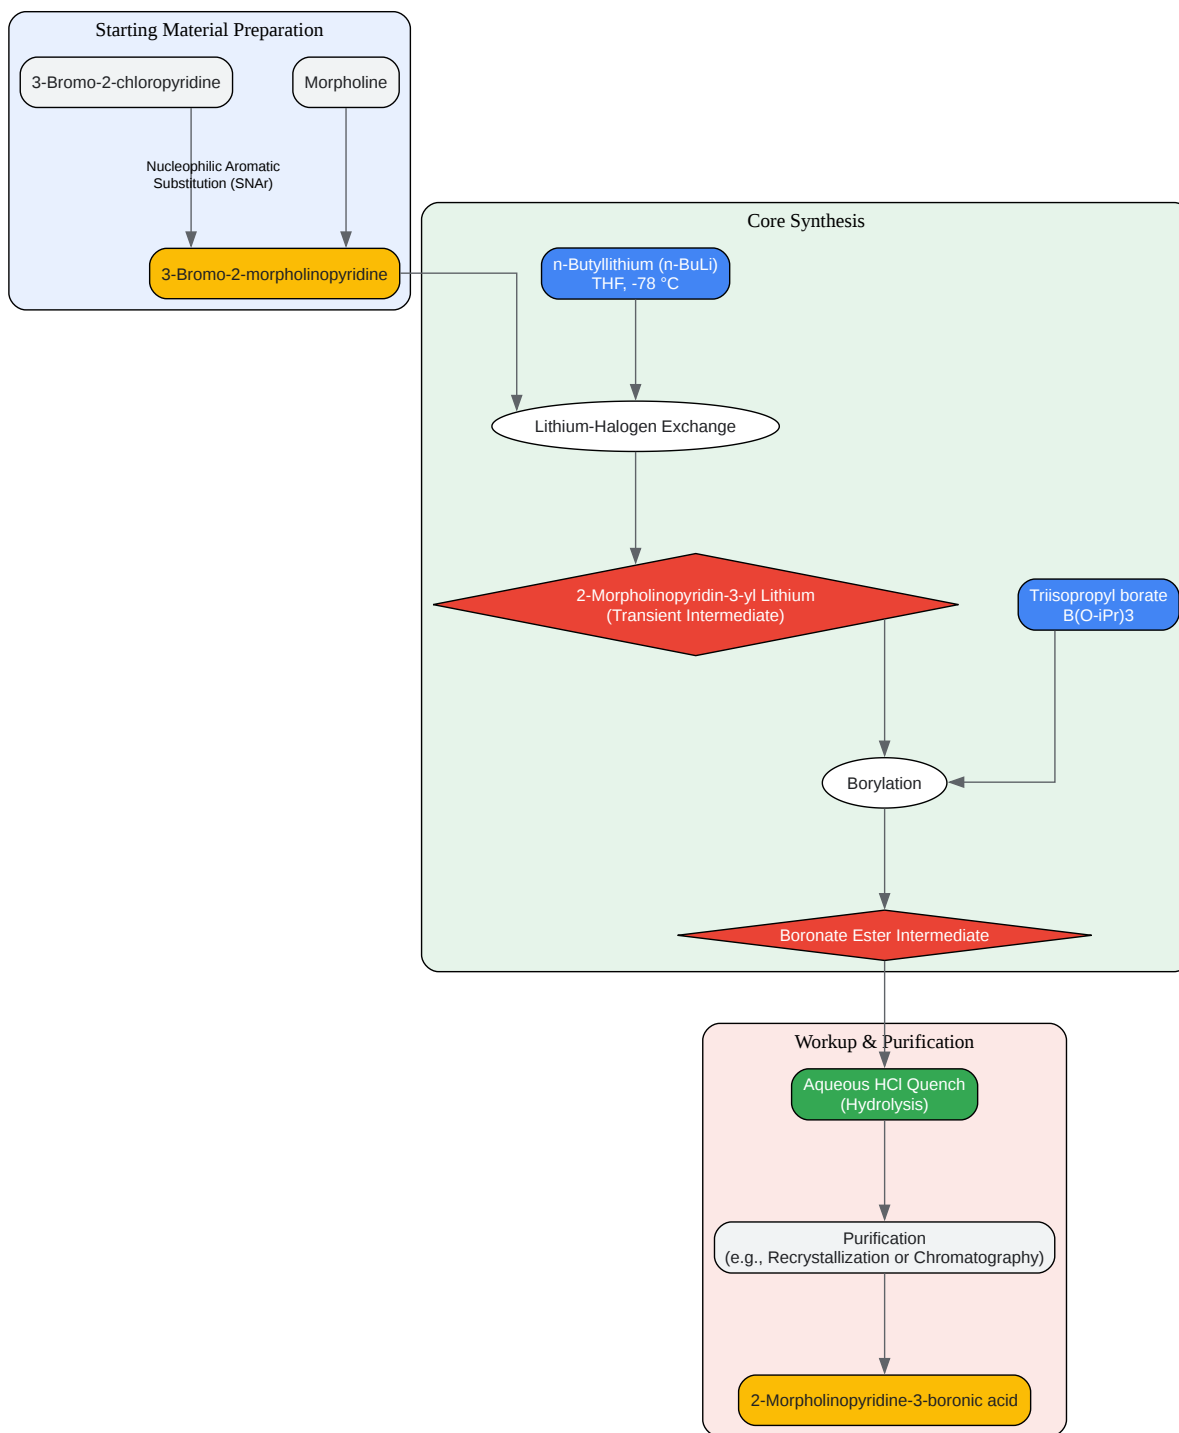 Starting Material Preparation
3-Bromo-2-chloropyridine
Morpholine
Nucleophilic Aromatic
Substitution (SNAr)
3-Bromo-2-morpholinopyridine
Core Synthesis
n-Butyllithium (n-BuLi)
THF, -78 °C
Lithium-Halogen Exchange
2-Morpholinopyridin-3-yl Lithium
(Transient Intermediate)
Triisopropyl borate
B(O-iPr)3
Borylation
Boronate Ester Intermediate
Workup & Purification
Aqueous HCl Quench
(Hydrolysis)
Purification
(e.g., Recrystallization or Chromatography)
2-Morpholinopyridine-3-boronic acid